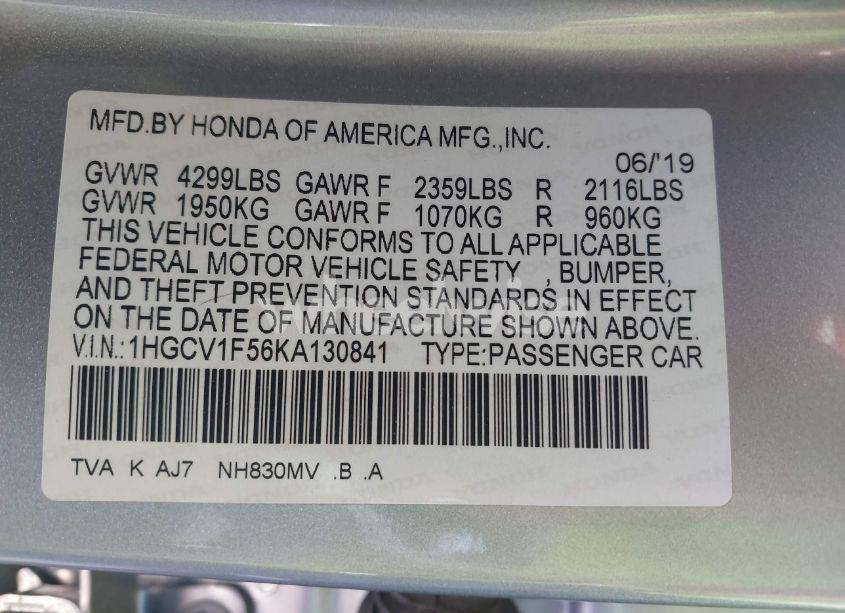 MFD.BY HONDA OF AMERICA MFG.,INC.
06/'19
GVWR 4299LBS GAWR F 2359LBS R 2116LBS
GVWR 1950KG GAWR F 1070KG R 960KG
THIS VEHICLE CONFORMS TO ALL APPLICABLE
FEDERAL MOTOR VEHICLE SAFETY , BUMPER,
AND THEFT PREVENTION STANDARDS IN EFFECT
ON THE DATE OF MANUFACTURE SHOWN ABOVE.
V.I.N.:1HGCV1F56KA130841 TYPE:PASSENGER CAR
TVA K AJ7 NH830MV .B .A